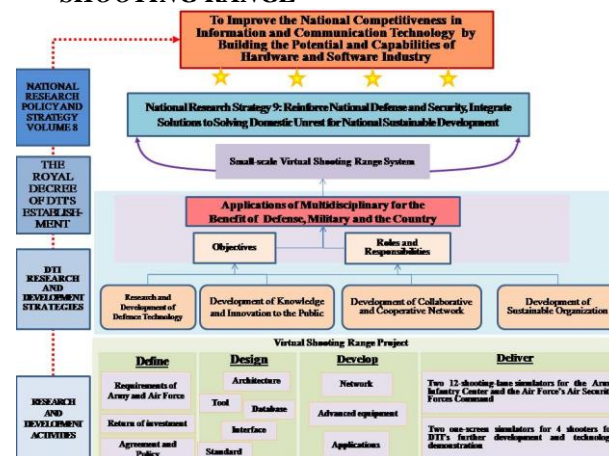 SHOOTING RANGE
To Improve the National Competitiveness in
Information and Communication Technology by
Building the Potential and Capabilities of
Hardware and Software Industry
NATIONAL
RESEARCH
POLICY AND
STRATEGY
VOLUME 8
National Research Strategy 9: Reinforce National Defense and Security, Integrate
Solutions to Solving Domestic Unrest for National Sustainable Development
Small-scale Virtual Shooting Range System
THE
ROYAL
DECREE
OF DTI'S
ESTABLISH-
MENT
Applications of Multidisciplinary for the
Benefit of Defense, Military and the Country
Objectives
Roles and
Responsibilities
DTI
RESEARCH
AND
DEVELOPMENT
STRATEGIES
Research and
Development of
Defence Technology
Development of Knowledge
and Innovation to the Public
Development of Collaborative
and Cooperative Network
Development of
Sustainable Organization
Virtual Shooting Range Project
RESEARCH
AND
DEVELOPMENT
ACTIVITIES
Define
Requirements of
Army and Air Force
Return of investment
Agreement and
Policy
Design
Architecture
Tool
Database
Interface
Standard
Develop
Network
Advanced equipment
Applications
Deliver
Two 12-shooting-lane simulators for the Arm
Infantry Center and the Air Force's Air Securit
Forces Command
Two one-screen simulators for 4 shooters fo
DTI's further development and technolog
demonstration